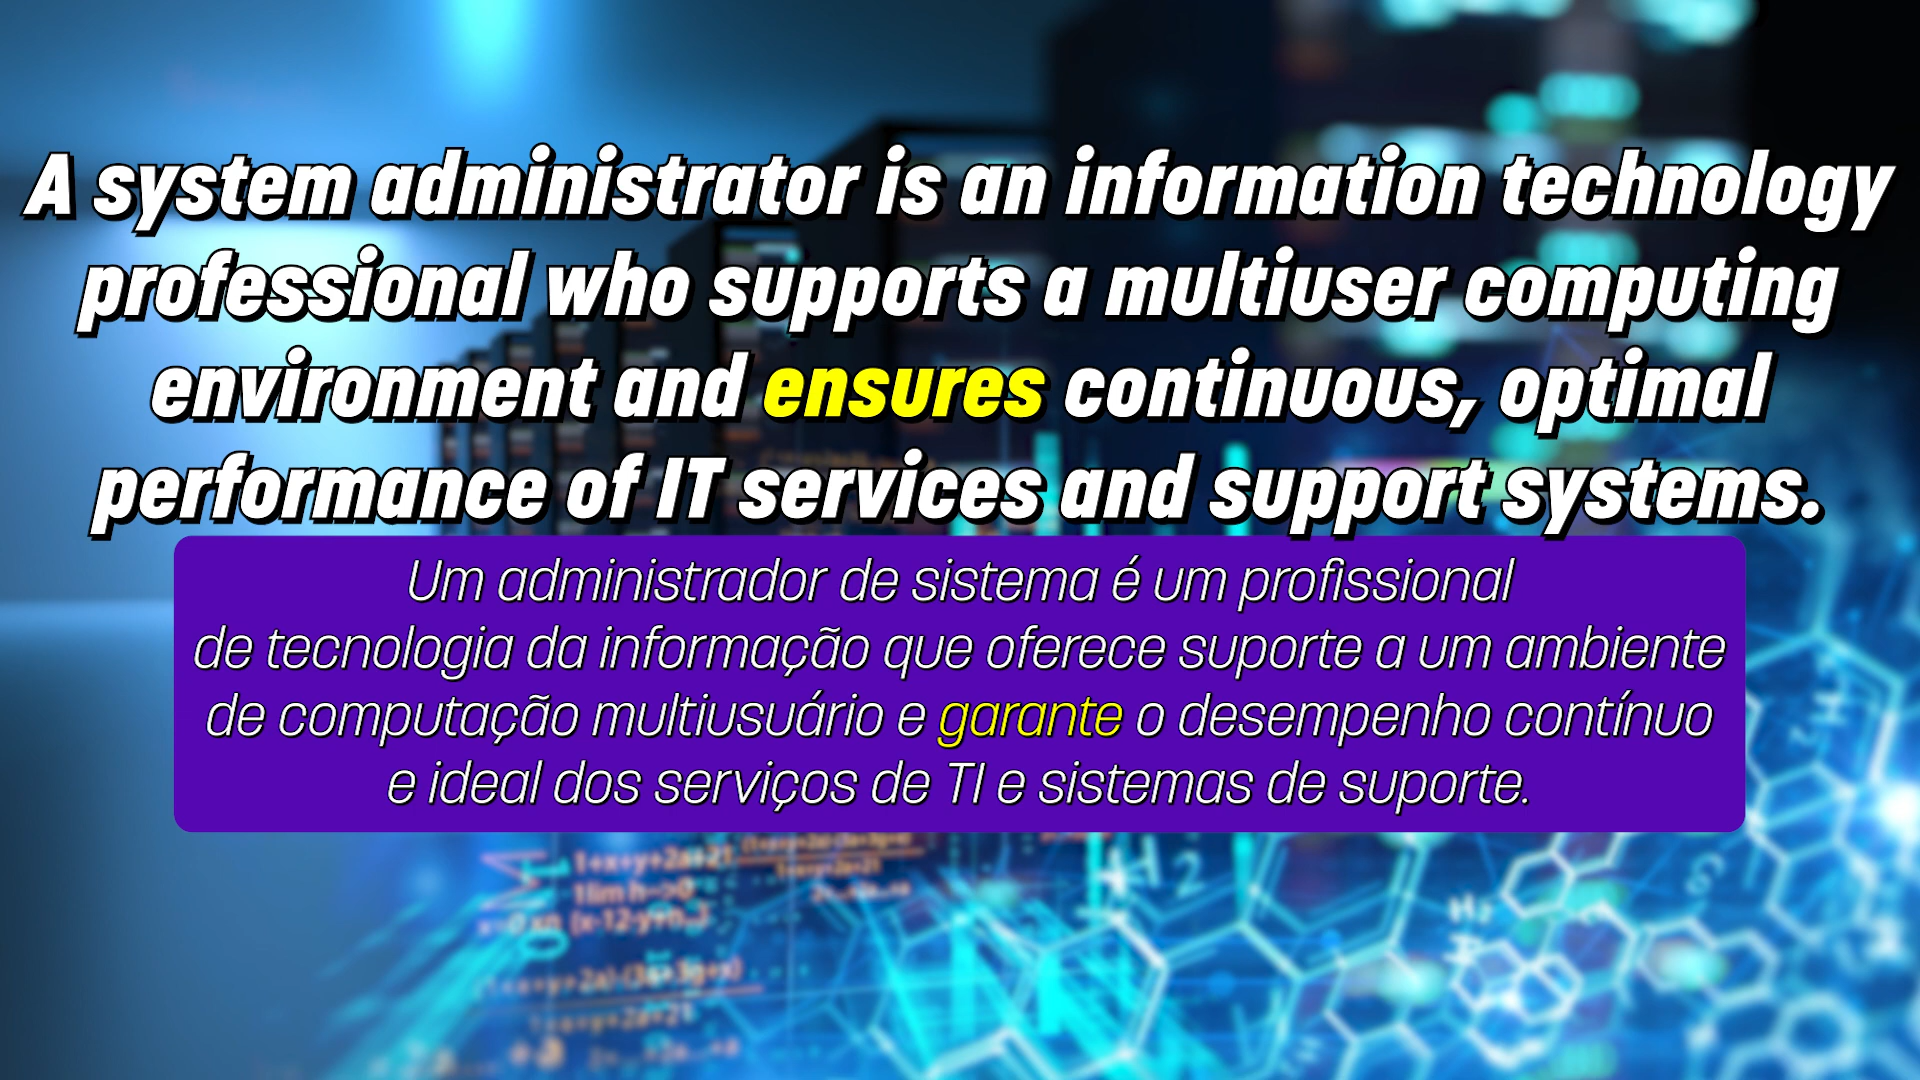 A system administrator is an information technology
professional who supports a multiuser computing
environment and ensures continuous, optimal
performance of IT services and support systems.
Um administrador de sistema é um profissional
de tecnologia da informação que oferece suporte a um ambiente
de computação multiusuário e garante o desempenho contínuo
e ideal dos serviços de TI e sistemas de suporte.